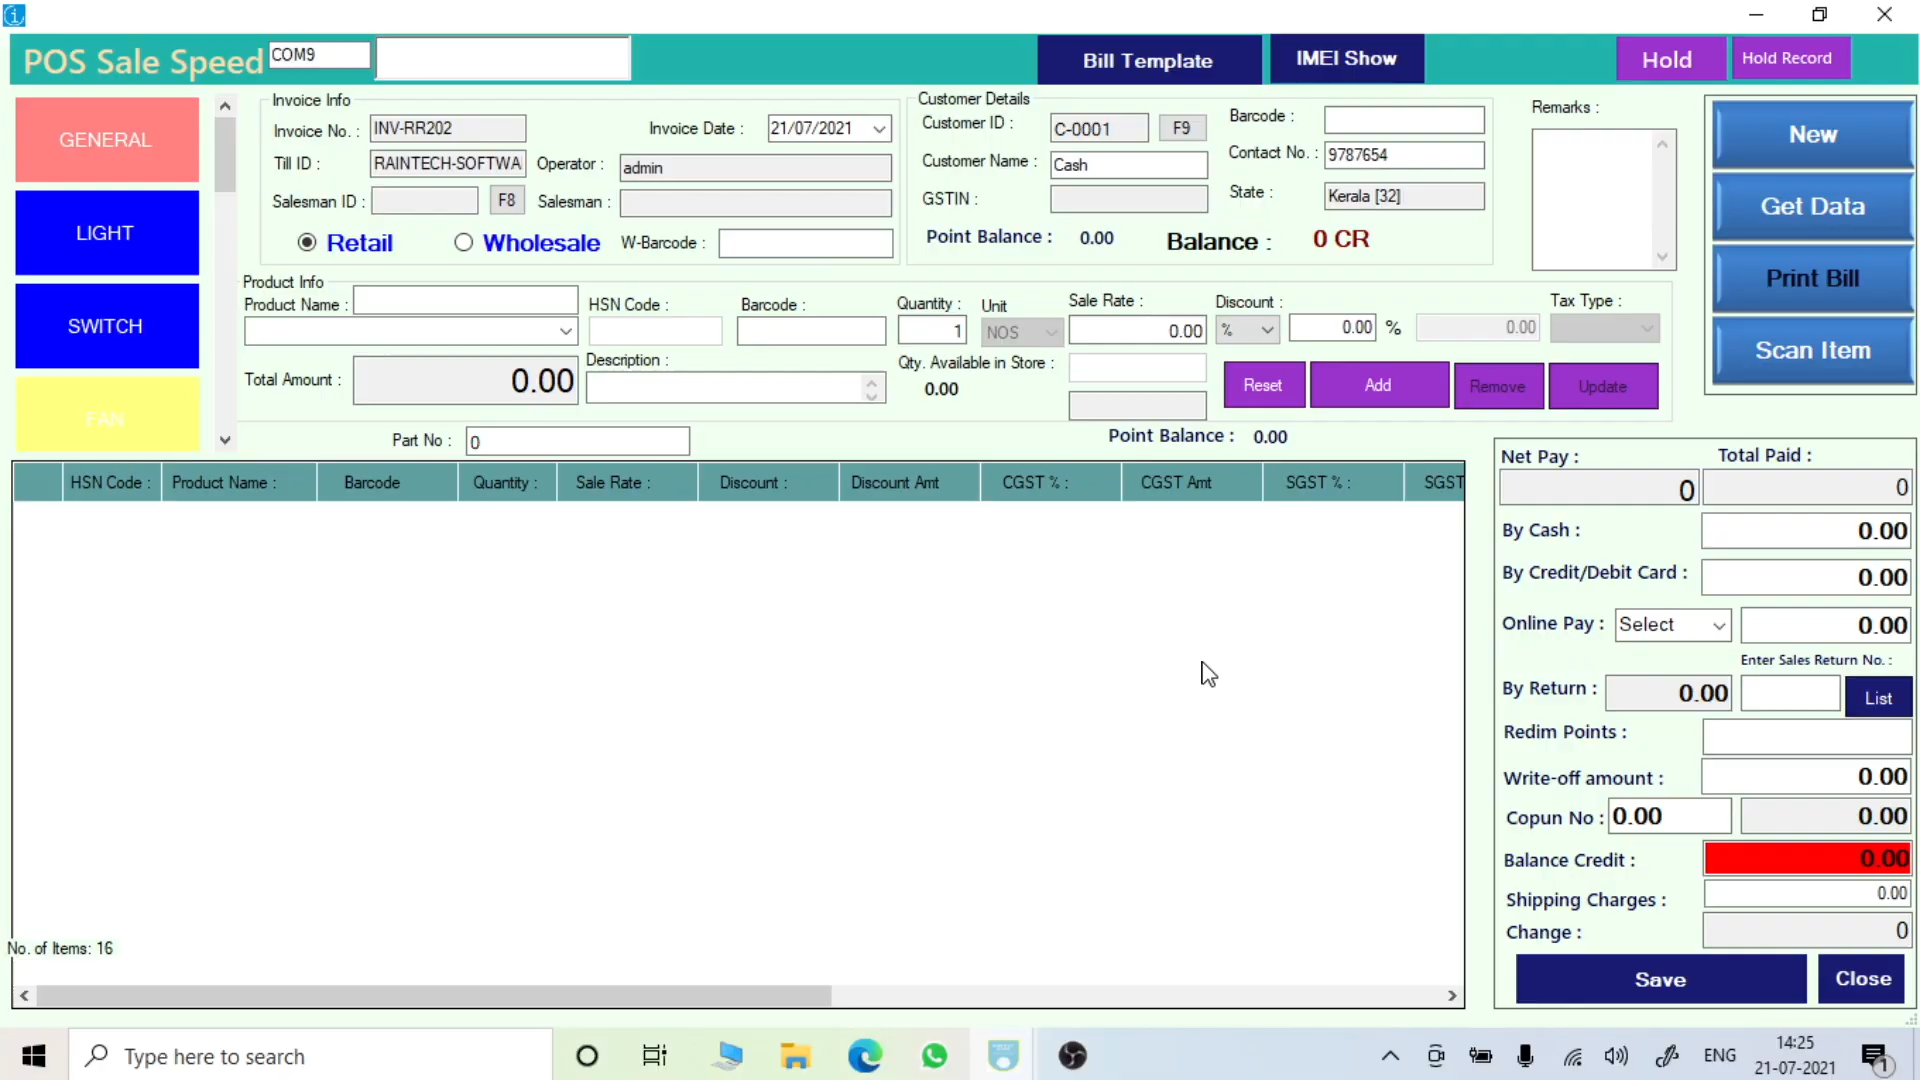 POS Sale Speed
COM9
Bill Template
IMEI Show
Hold
Hold Record
GENERAL
LIGHT
SWITCH
FAN
Invoice Info
Invoice No. :
INV-RR202
Invoice Date :
21/07/2021
Till ID :
RAINTECH-SOFTWA
Operator :
admin
Salesman ID :
F8
Salesman :
Retail
Wholesale
W-Barcode :
Customer Details
Customer ID :
C-0001
F9
Barcode :
Customer Name :
Cash
Contact No. :
9787654
GSTIN :
State :
Kerala [32]
Point Balance :
0.00
Balance :
0 CR
Remarks :
New
Get Data
Print Bill
Scan Item
Product Info
Product Name :
HSN Code :
Barcode :
Quantity :
1
Unit
NOS
Sale Rate :
0.00
Discount :
%
0.00
%
0.00
Tax Type :
Total Amount :
0.00
Description :
Qty. Available in Store :
0.00
Reset
Add
Remove
Update
Part No :
0
Point Balance :
0.00
HSN Code :
Product Name :
Barcode
Quantity :
Sale Rate :
Discount :
Discount Amt
CGST % :
CGST Amt
SGST % :
SGST
No. of Items: 16
Net Pay :
Total Paid :
0
0
By Cash :
0.00
By Credit/Debit Card :
0.00
Online Pay :
Select
0.00
Enter Sales Return No. :
By Return :
0.00
List
Redim Points :
Write-off amount :
0.00
Copun No :
0.00
0.00
Balance Credit :
0.00
Shipping Charges :
0.00
Change :
0
Save
Close
Type here to search
ENG
14:25
21-07-2021
1